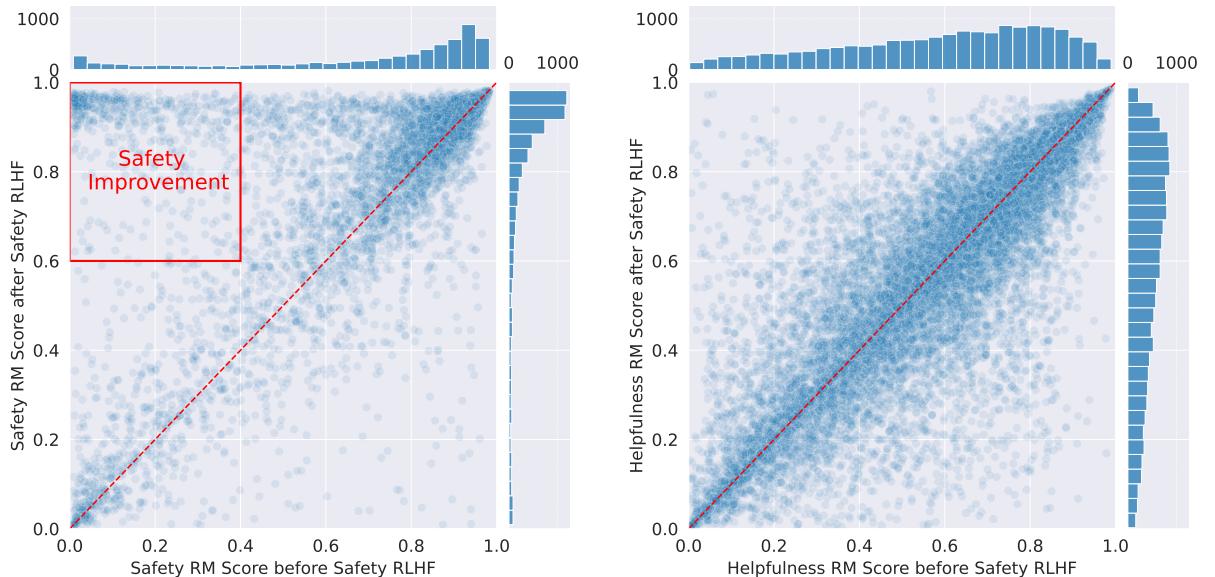 1000
0
0 1000
1.0
0.8
0.6
0.4
0.2
0.0
Safety RM Score after Safety RLHF
Safety
Improvement
0.0 0.2 0.4 0.6 0.8 1.0
Safety RM Score before Safety RLHF
1000
0
0 1000
1.0
0.8
0.6
0.4
0.2
0.0
Helpfulness RM Score after Safety RLHF
0.0 0.2 0.4 0.6 0.8 1.0
Helpfulness RM Score before Safety RLHF